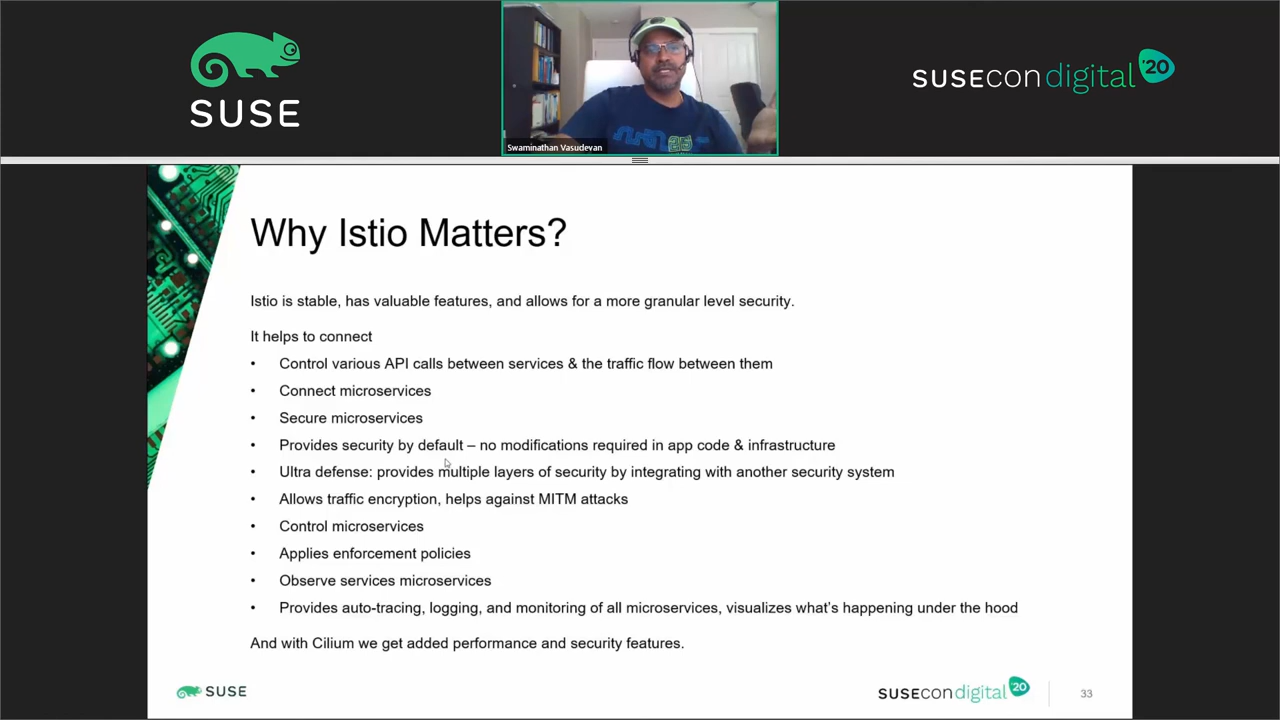 SUSE
SUSEcon digital '20
Swaminathan Vasudevan
Why Istio Matters?
Istio is stable, has valuable features, and allows for a more granular level security.
It helps to connect
• Control various API calls between services & the traffic flow between them
• Connect microservices
• Secure microservices
• Provides security by default – no modifications required in app code & infrastructure
• Ultra defense: provides multiple layers of security by integrating with another security system
• Allows traffic encryption, helps against MITM attacks
• Control microservices
• Applies enforcement policies
• Observe services microservices
• Provides auto-tracing, logging, and monitoring of all microservices, visualizes what's happening under the hood
And with Cilium we get added performance and security features.
SUSE
SUSEcon digital '20
33